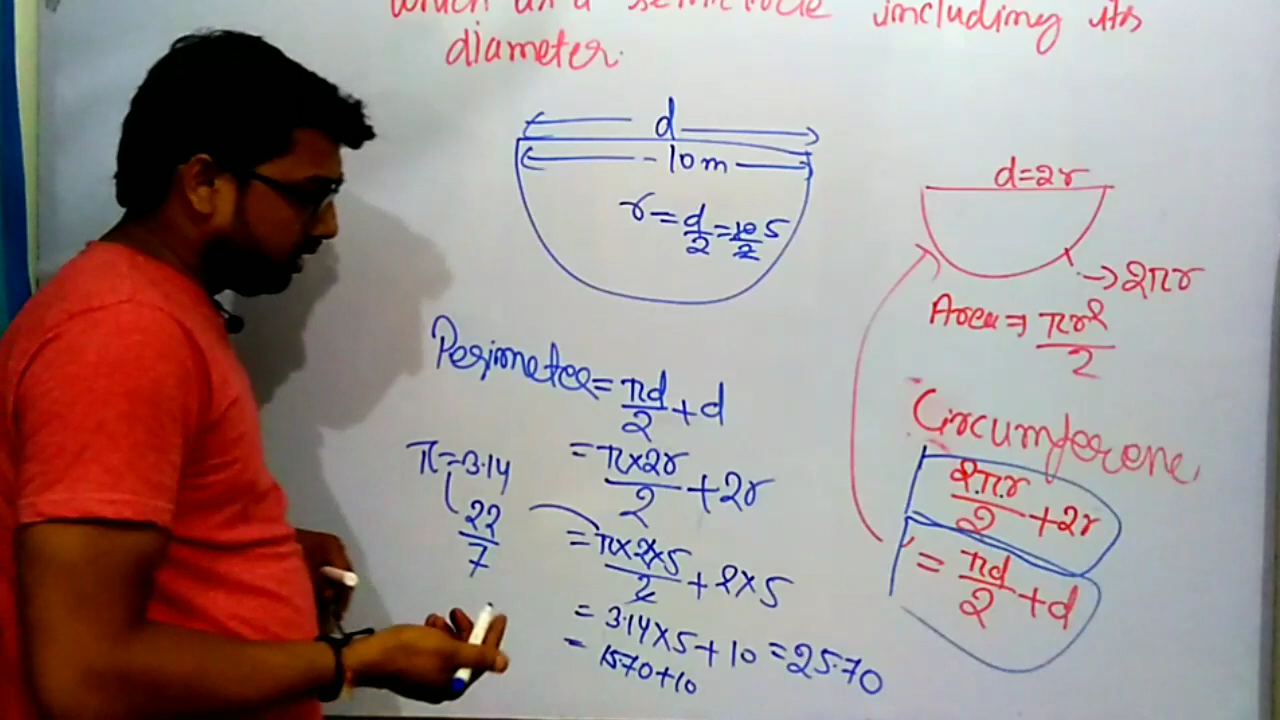 which is a semicircle including its
diameter.
d
10 m
r = d/2 = 10/2 5
Perimeter = πd/2 + d
= π×2r/2 + 2r
π = 3.14
22/7
= π×2×5/2 + 2×5
= 3.14×5+10 = 25.70
= 15.70+10
d=2r
→ 2πr
Area ⇒ πr²/2
Circumference
2πr/2 + 2r
= πd/2 + d